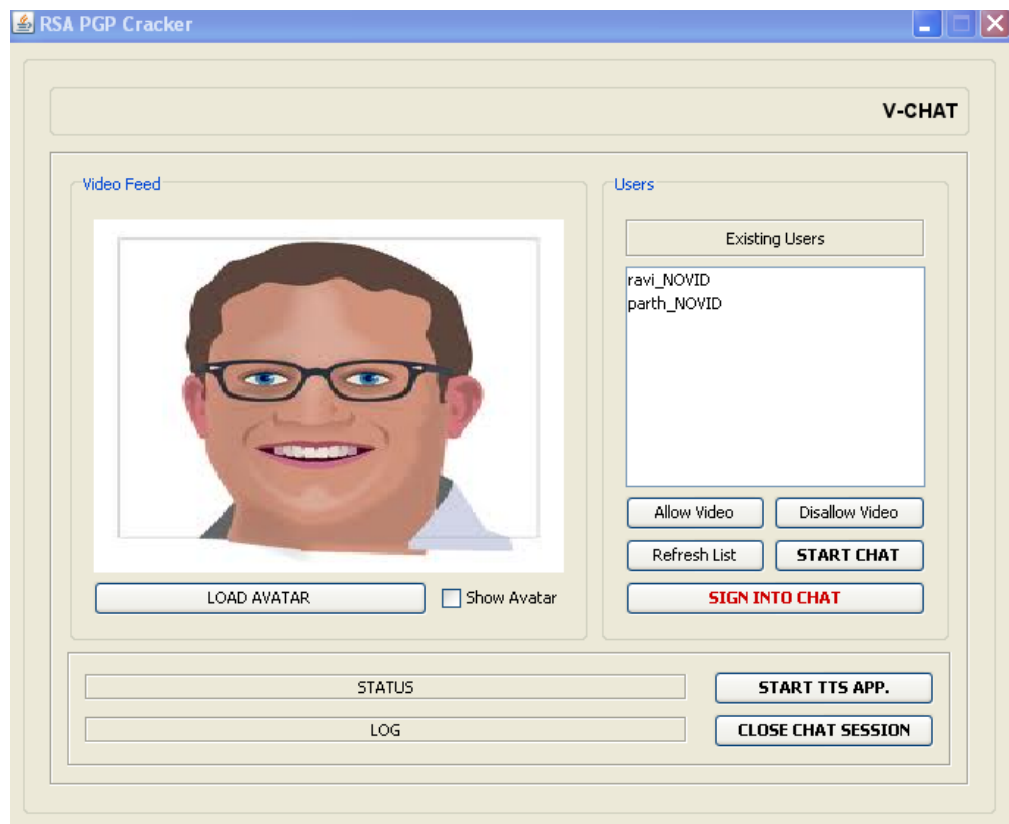 RSA PGP Cracker
V-CHAT
Video Feed
Users
Existing Users
ravi_NOVID
parth_NOVID
Allow Video
Disallow Video
Refresh List
START CHAT
LOAD AVATAR
Show Avatar
SIGN INTO CHAT
STATUS
START TTS APP.
LOG
CLOSE CHAT SESSION